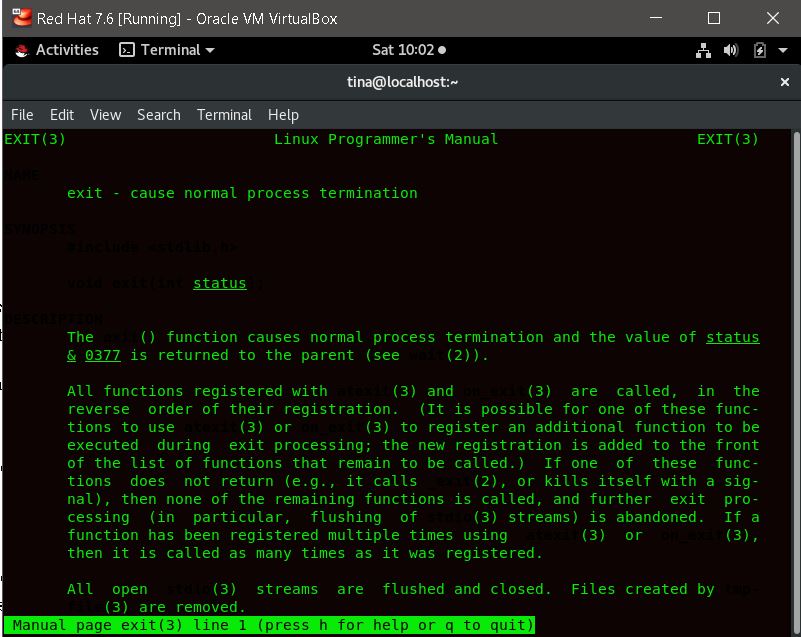 Red Hat 7.6 [Running] - Oracle VM VirtualBox
Activities Terminal Sat 10:02
tina@localhost:~
File Edit View Search Terminal Help
EXIT(3) Linux Programmer's Manual EXIT(3)
NAME
exit - cause normal process termination
SYNOPSIS
#include <stdlib.h>
void exit(int status);
DESCRIPTION
The exit() function causes normal process termination and the value of status
& 0377 is returned to the parent (see wait(2)).
All functions registered with atexit(3) and on_exit(3) are called, in the
reverse order of their registration. (It is possible for one of these func-
tions to use atexit(3) or on_exit(3) to register an additional function to be
executed during exit processing; the new registration is added to the front
of the list of functions that remain to be called.) If one of these func-
tions does not return (e.g., it calls _exit(2), or kills itself with a sig-
nal), then none of the remaining functions is called, and further exit pro-
cessing (in particular, flushing of stdio(3) streams) is abandoned. If a
function has been registered multiple times using atexit(3) or on_exit(3),
then it is called as many times as it was registered.
All open stdio(3) streams are flushed and closed. Files created by tmp-
file(3) are removed.
Manual page exit(3) line 1 (press h for help or q to quit)